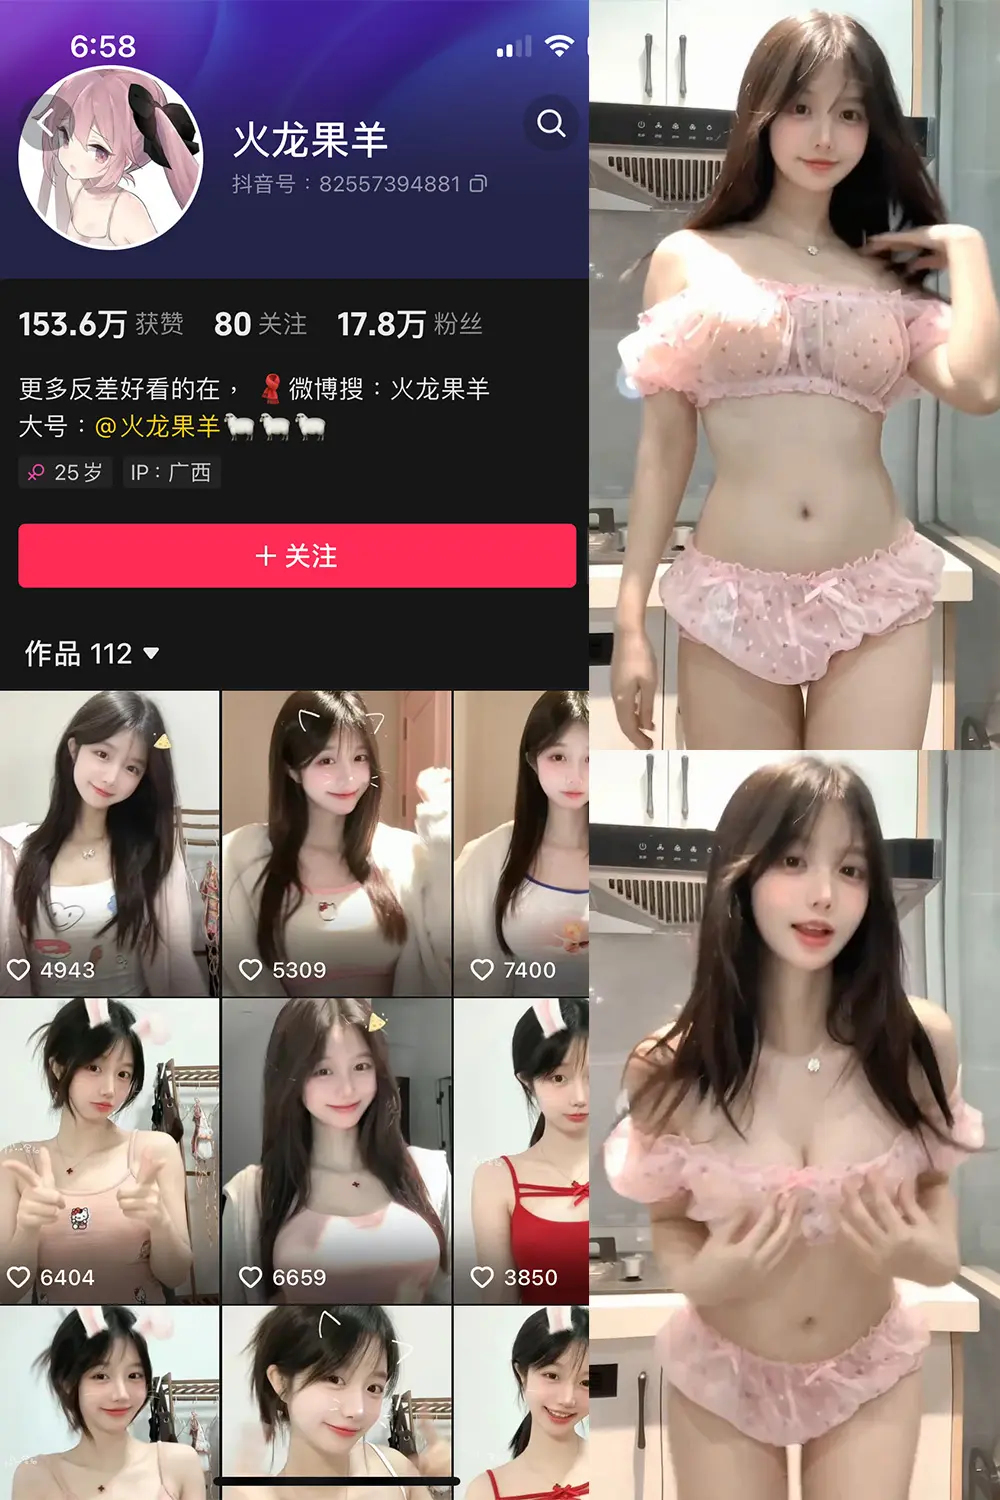 6:58
火龙果羊
抖音号：82557394881
153.6万 获赞 80 关注 17.8万 粉丝
更多反差好看的在， 🧣微博搜：火龙果羊
大号：@火龙果羊🐑🐑🐑
25岁 IP：广西
+ 关注
作品 112
4943
5309
7400
6404
6659
3850